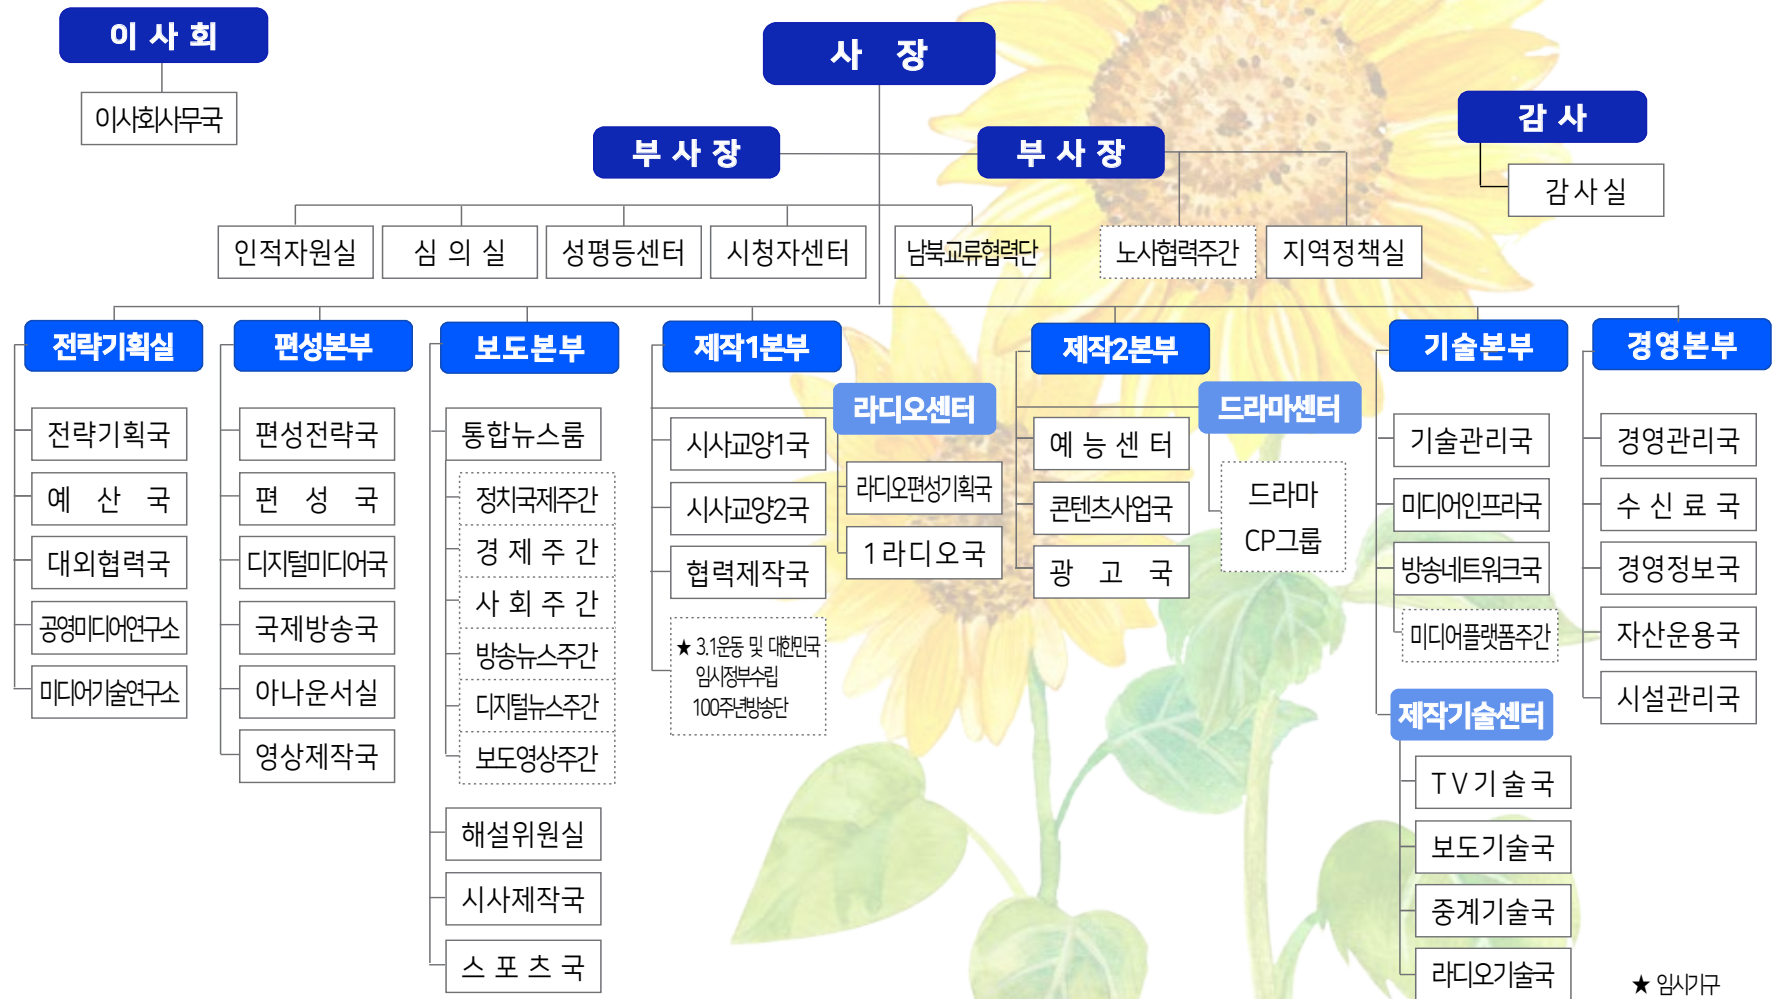 이 사 회
이사회사무국
사 장
부 사 장
부 사 장
감 사
감 사 실
인적자원실
심 의 실
성평등센터
시청자센터
남북교류협력단
노사협력주간
지역정책실
전략기획실
전략기획국
예 산 국
대외협력국
공영미디어연구소
미디어기술연구소
편성본부
편성전략국
편 성 국
디지털미디어국
국제방송국
아나운서실
영상제작국
보도본부
통합뉴스룸
정치국제주간
경 제 주 간
사 회 주 간
방송뉴스주간
디지털뉴스주간
보도영상주간
해설위원실
시사제작국
스 포 츠 국
제작1본부
라디오센터
시사교양1국
시사교양2국
협력제작국
★ 3.1운동 및 대한민국
임시정부수립
100주년방송단
라디오편성기획국
1라디오국
제작2본부
드라마센터
예 능 센 터
콘텐츠사업국
광 고 국
드라마
CP그룹
기술본부
기술관리국
미디어인프라국
방송네트워크국
미디어플랫폼주간
제작기술센터
TV기술국
보도기술국
중계기술국
라디오기술국
경영본부
경영관리국
수 신 료 국
경영정보국
자산운용국
시설관리국
★ 임시기구